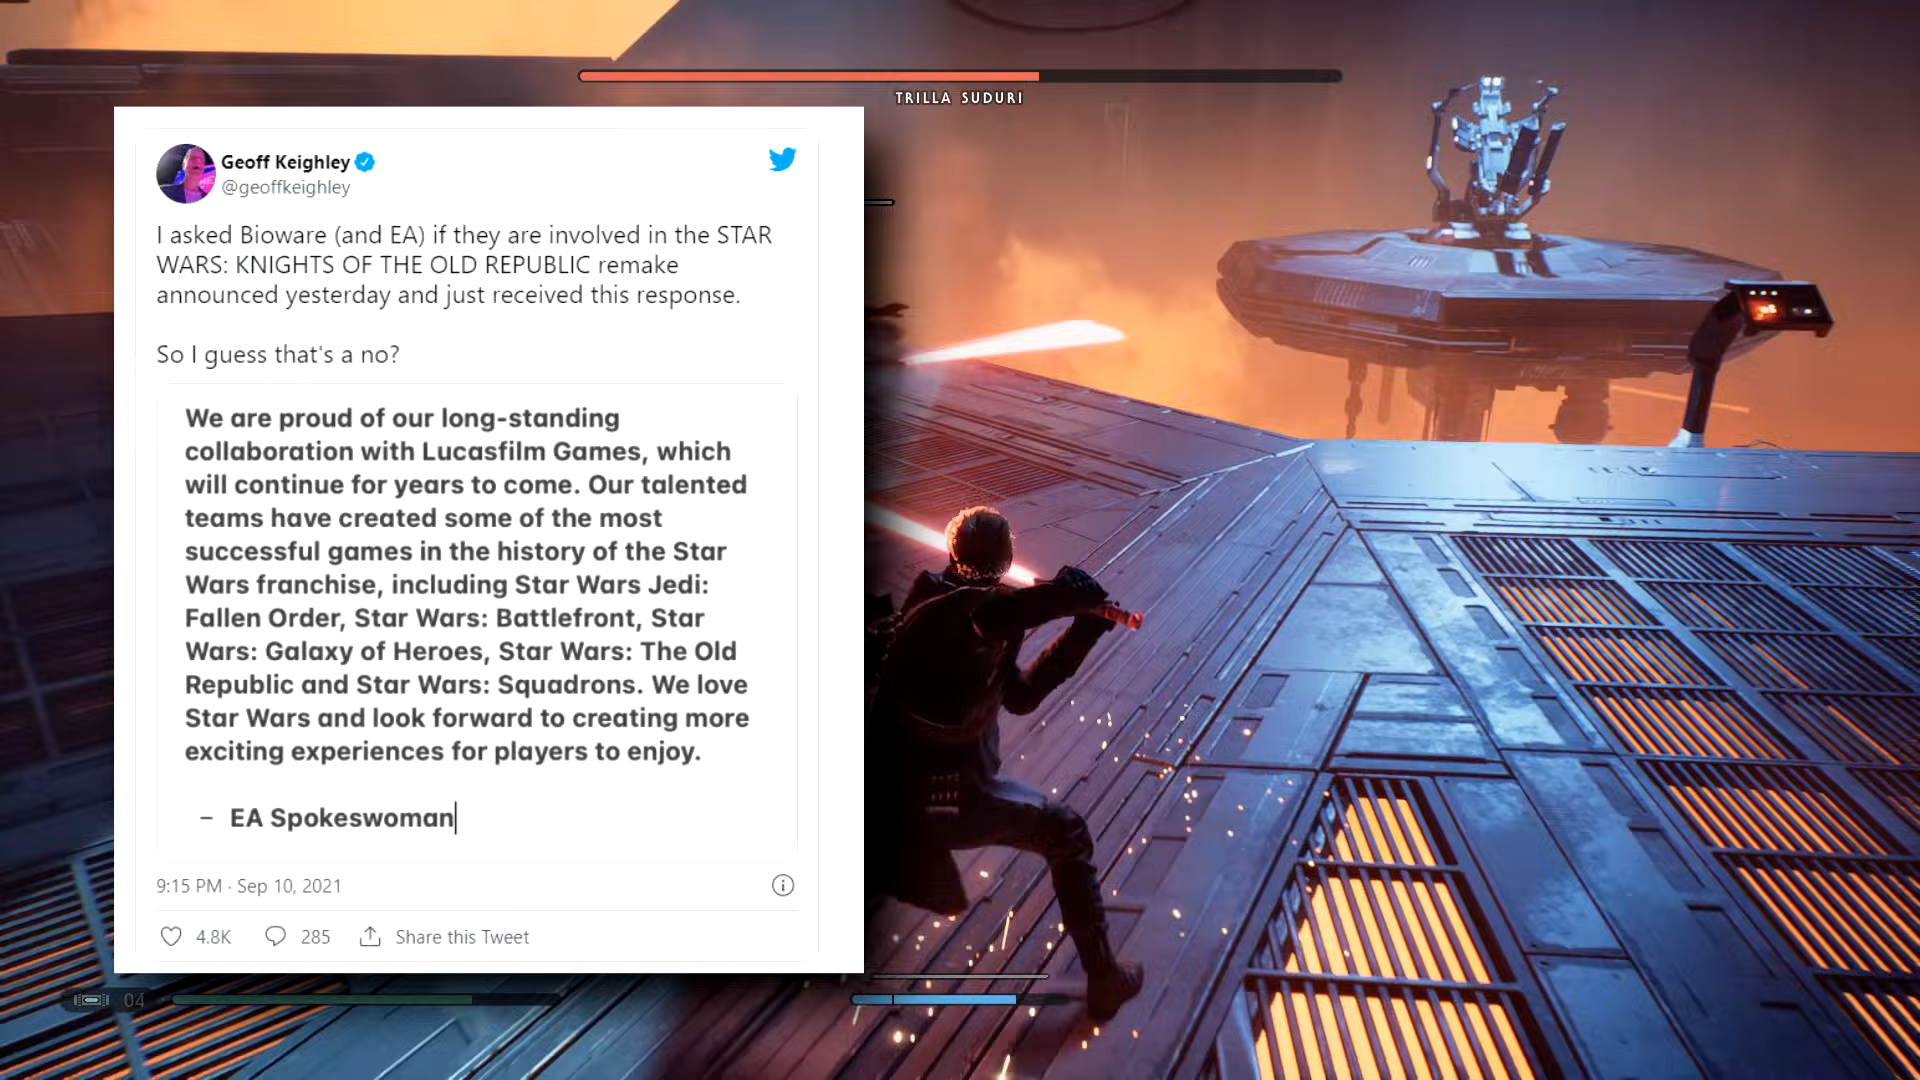 TRILLA SUDURI
Geoff Keighley
@geoffkeighley
I asked Bioware (and EA) if they are involved in the STAR
WARS: KNIGHTS OF THE OLD REPUBLIC remake
announced yesterday and just received this response.
So I guess that's a no?
We are proud of our long-standing
collaboration with Lucasfilm Games, which
will continue for years to come. Our talented
teams have created some of the most
successful games in the history of the Star
Wars franchise, including Star Wars Jedi:
Fallen Order, Star Wars: Battlefront, Star
Wars: Galaxy of Heroes, Star Wars: The Old
Republic and Star Wars: Squadrons. We love
Star Wars and look forward to creating more
exciting experiences for players to enjoy.
– EA Spokeswoman
9:15 PM · Sep 10, 2021
4.8K 285 Share this Tweet
04